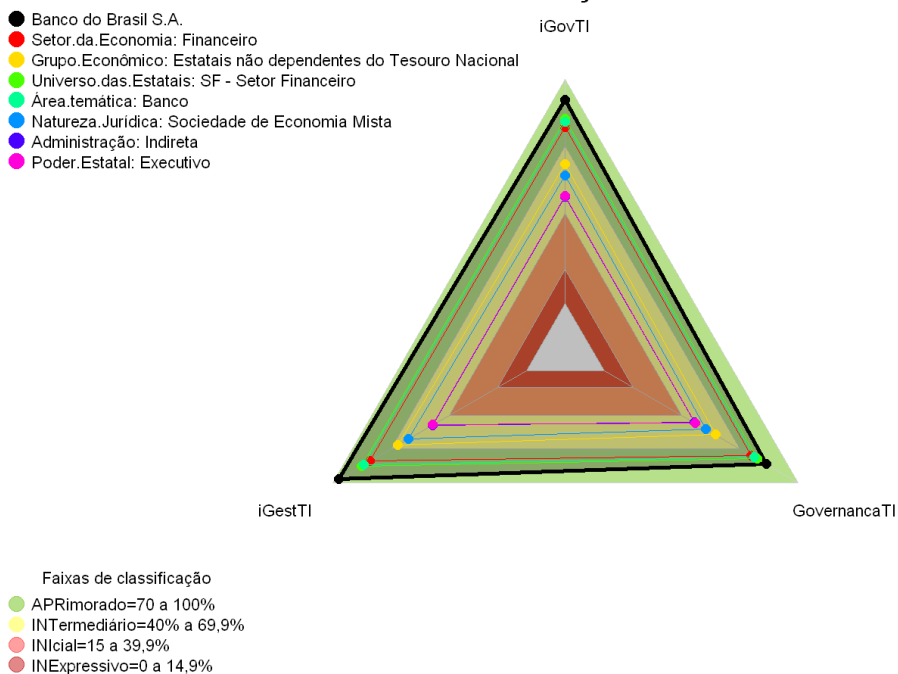 iGovTI
Banco do Brasil S.A.
Setor.da.Economia: Financeiro
Grupo.Econômico: Estatais não dependentes do Tesouro Nacional
Universo.das.Estatais: SF - Setor Financeiro
Área.temática: Banco
Natureza.Jurídica: Sociedade de Economia Mista
Administração: Indireta
Poder.Estatal: Executivo
iGestTI
GovernancaTI
Faixas de classificação
APRimorado=70 a 100%
INTermediário=40% a 69,9%
INIcial=15 a 39,9%
INExpressivo=0 a 14,9%